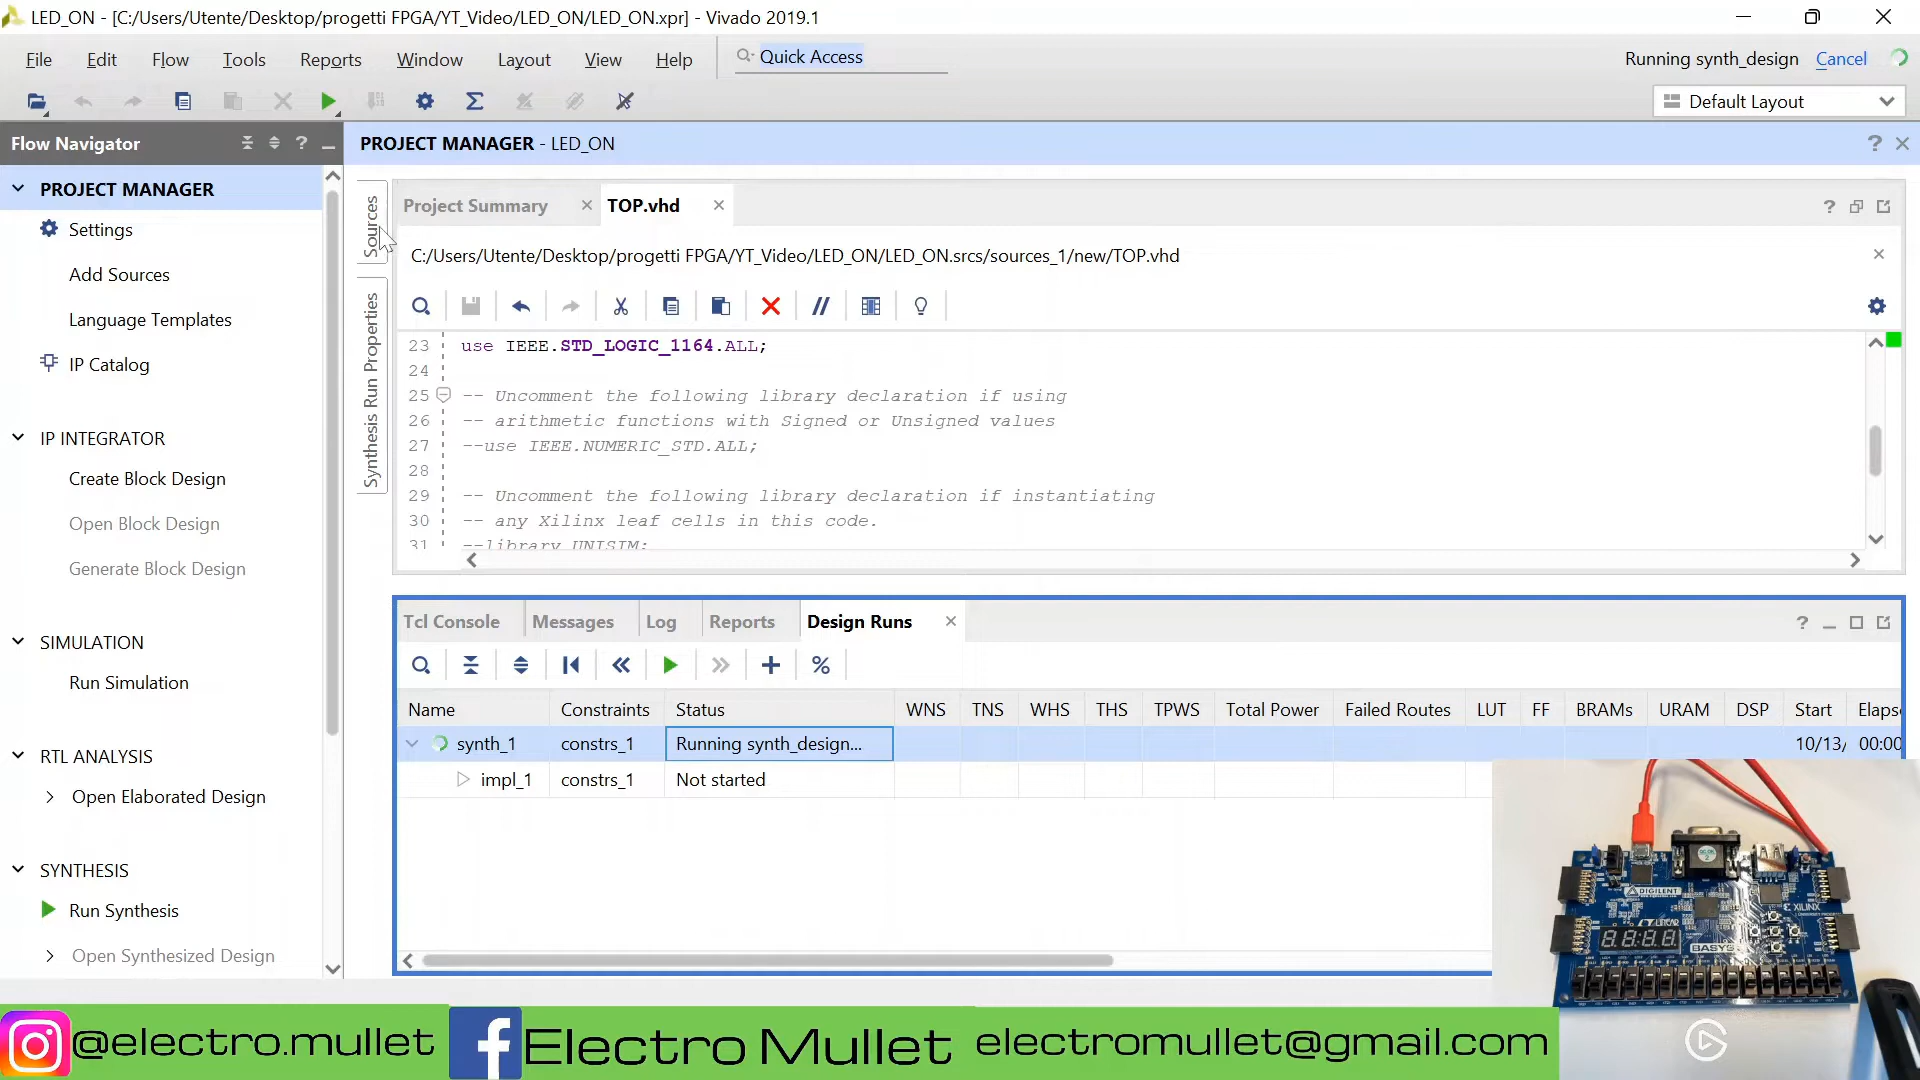 LED_ON - [C:/Users/Utente/Desktop/progetti FPGA/YT_Video/LED_ON/LED_ON.xpr] - Vivado 2019.1
File Edit Flow Tools Reports Window Layout View Help Quick Access Running synth_design Cancel
Default Layout
Flow Navigator
PROJECT MANAGER - LED_ON
PROJECT MANAGER
Settings
Add Sources
Language Templates
IP Catalog
IP INTEGRATOR
Create Block Design
Open Block Design
Generate Block Design
SIMULATION
Run Simulation
RTL ANALYSIS
Open Elaborated Design
SYNTHESIS
Run Synthesis
Open Synthesized Design
Sources
Synthesis Run Properties
Project Summary TOP.vhd
C:/Users/Utente/Desktop/progetti FPGA/YT_Video/LED_ON/LED_ON.srcs/sources_1/new/TOP.vhd
23 use IEEE.STD_LOGIC_1164.ALL;
24
25 -- Uncomment the following library declaration if using
26 -- arithmetic functions with Signed or Unsigned values
27 --use IEEE.NUMERIC_STD.ALL;
28
29 -- Uncomment the following library declaration if instantiating
30 -- any Xilinx leaf cells in this code.
31 --library UNISIM;
Tcl Console Messages Log Reports Design Runs
Name Constraints Status WNS TNS WHS THS TPWS Total Power Failed Routes LUT FF BRAMs URAM DSP Start Elapse
synth_1 constrs_1 Running synth_design... 10/13/ 00:00
impl_1 constrs_1 Not started
DIGILENT
XILINX
LINEAR
BASYS
@electro.mullet Electro Mullet electromullet@gmail.com